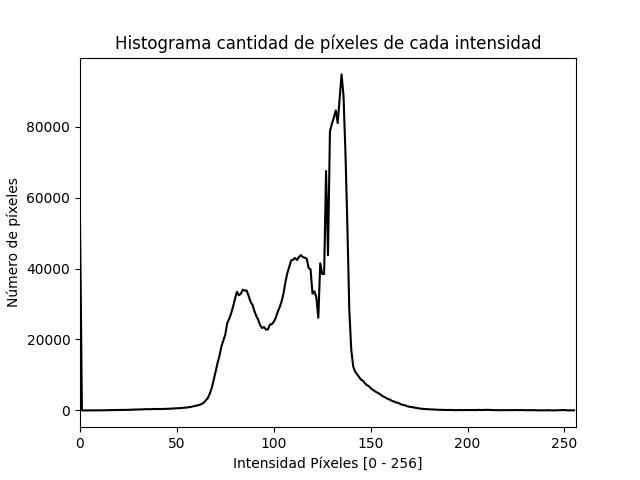 Histograma cantidad de píxeles de cada intensidad
Número de píxeles
80000
60000
40000
20000
0
0 50 100 150 200 250
Intensidad Píxeles [0 - 256]